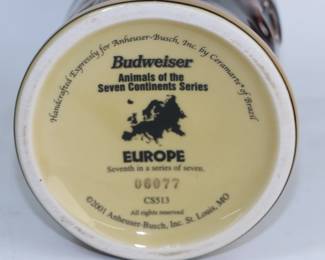 Handcrafted Expressly for Anheuser-Busch, Inc. by Ceramarte® of Brazil
Budweiser
Animals of the
Seven Continents Series
EUROPE
Seventh in a series of seven.
06077
CS513
All rights reserved
©2001 Anheuser-Busch, Inc. St. Louis, MO